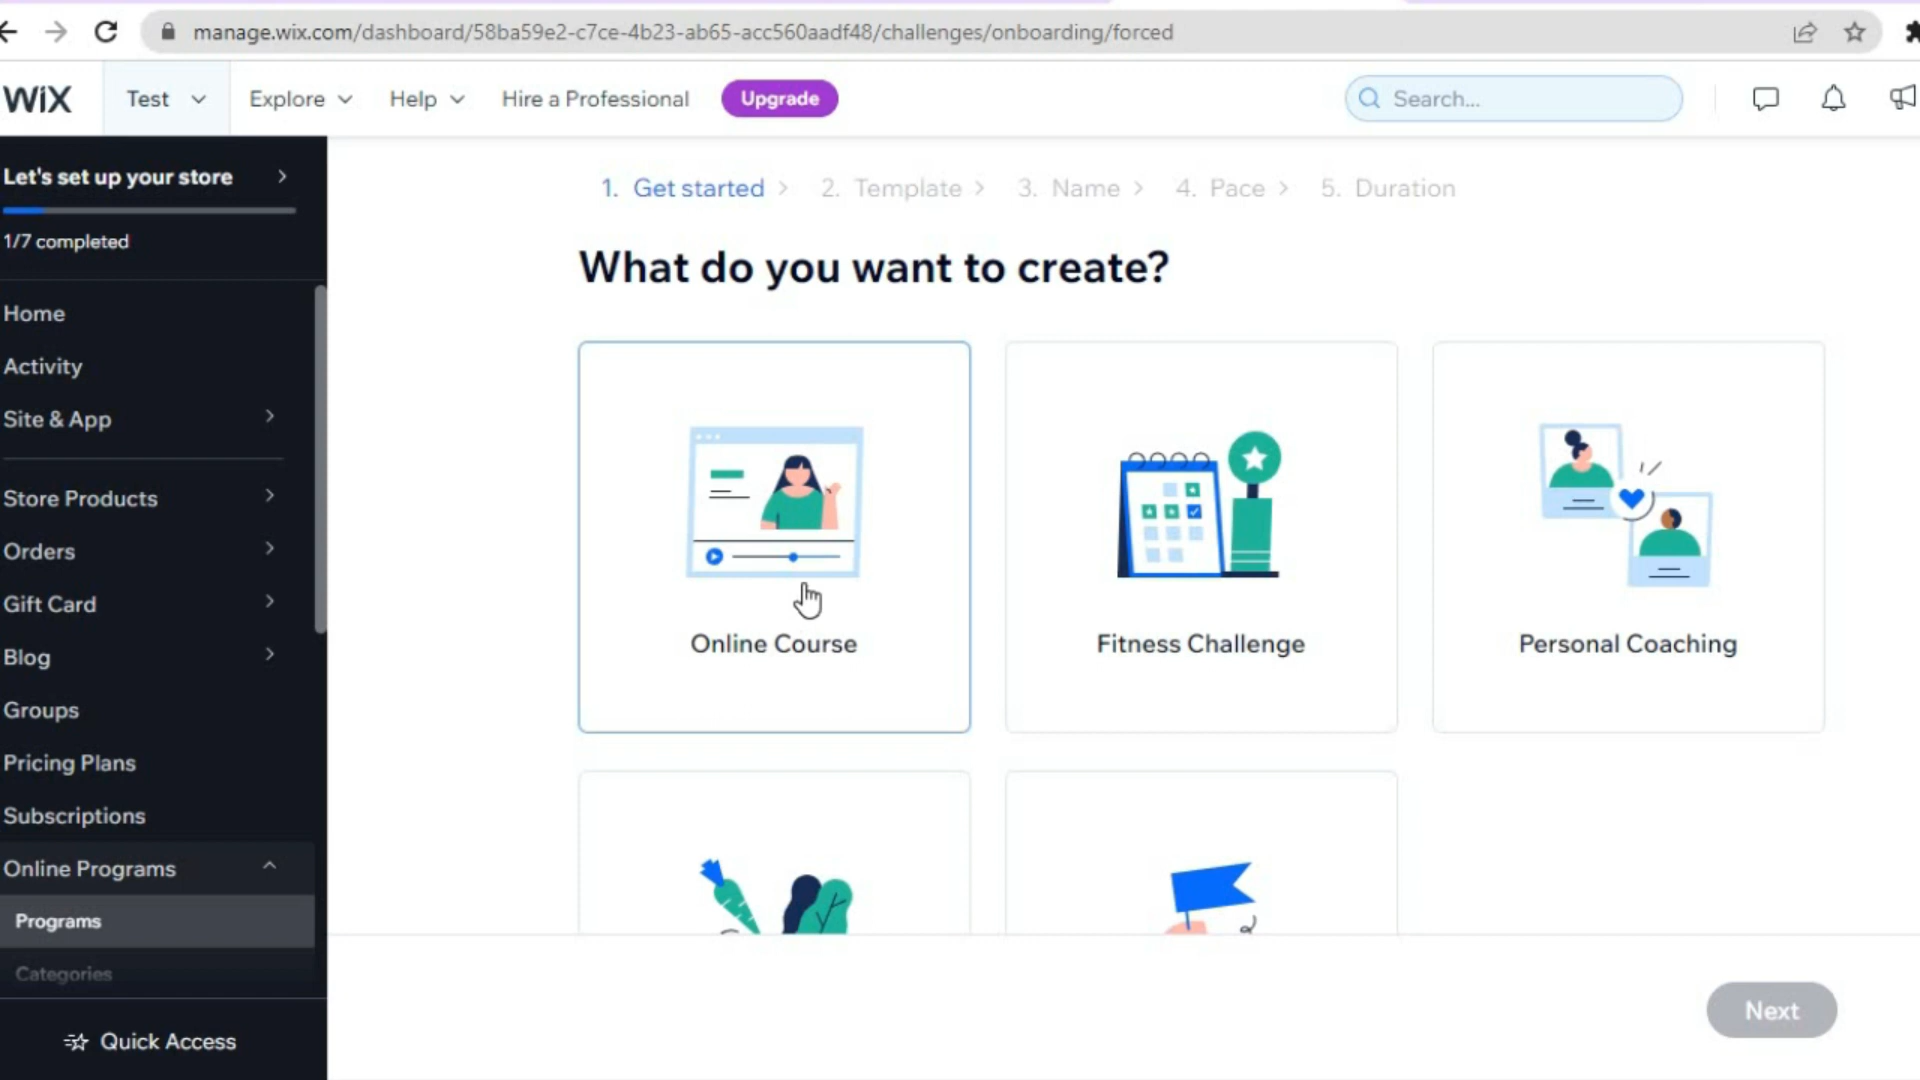 manage.wix.com/dashboard/58ba59e2-c7ce-4b23-ab65-acc560aadf48/challenges/onboarding/forced
WiX
Test
Explore
Help
Hire a Professional
Upgrade
Search...
Let's set up your store
1/7 completed
Home
Activity
Site & App
Store Products
Orders
Gift Card
Blog
Groups
Pricing Plans
Subscriptions
Online Programs
Programs
Categories
Quick Access
1. Get started > 2. Template > 3. Name > 4. Pace > 5. Duration
What do you want to create?
Online Course
Fitness Challenge
Personal Coaching
Next